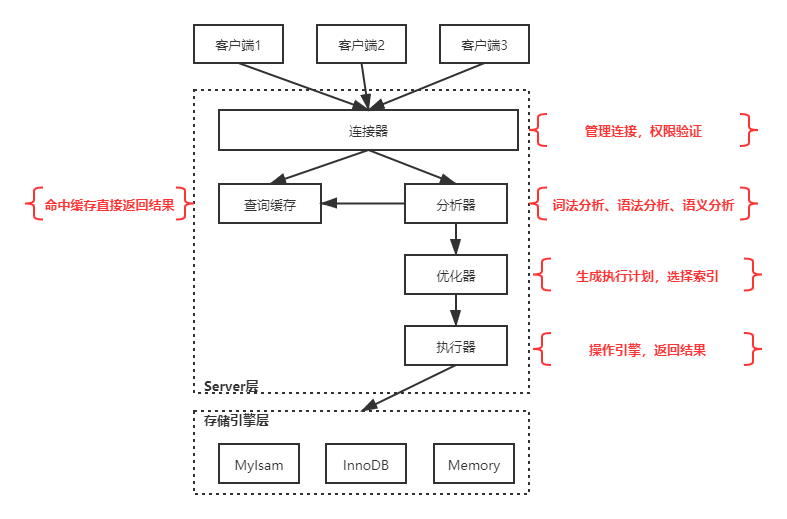 客户端1
客户端2
客户端3
连接器
管理连接，权限验证
命中缓存直接返回结果
查询缓存
分析器
词法分析、语法分析、语义分析
优化器
生成执行计划，选择索引
执行器
操作引擎，返回结果
Server层
存储引擎层
MyIsam
InnoDB
Memory